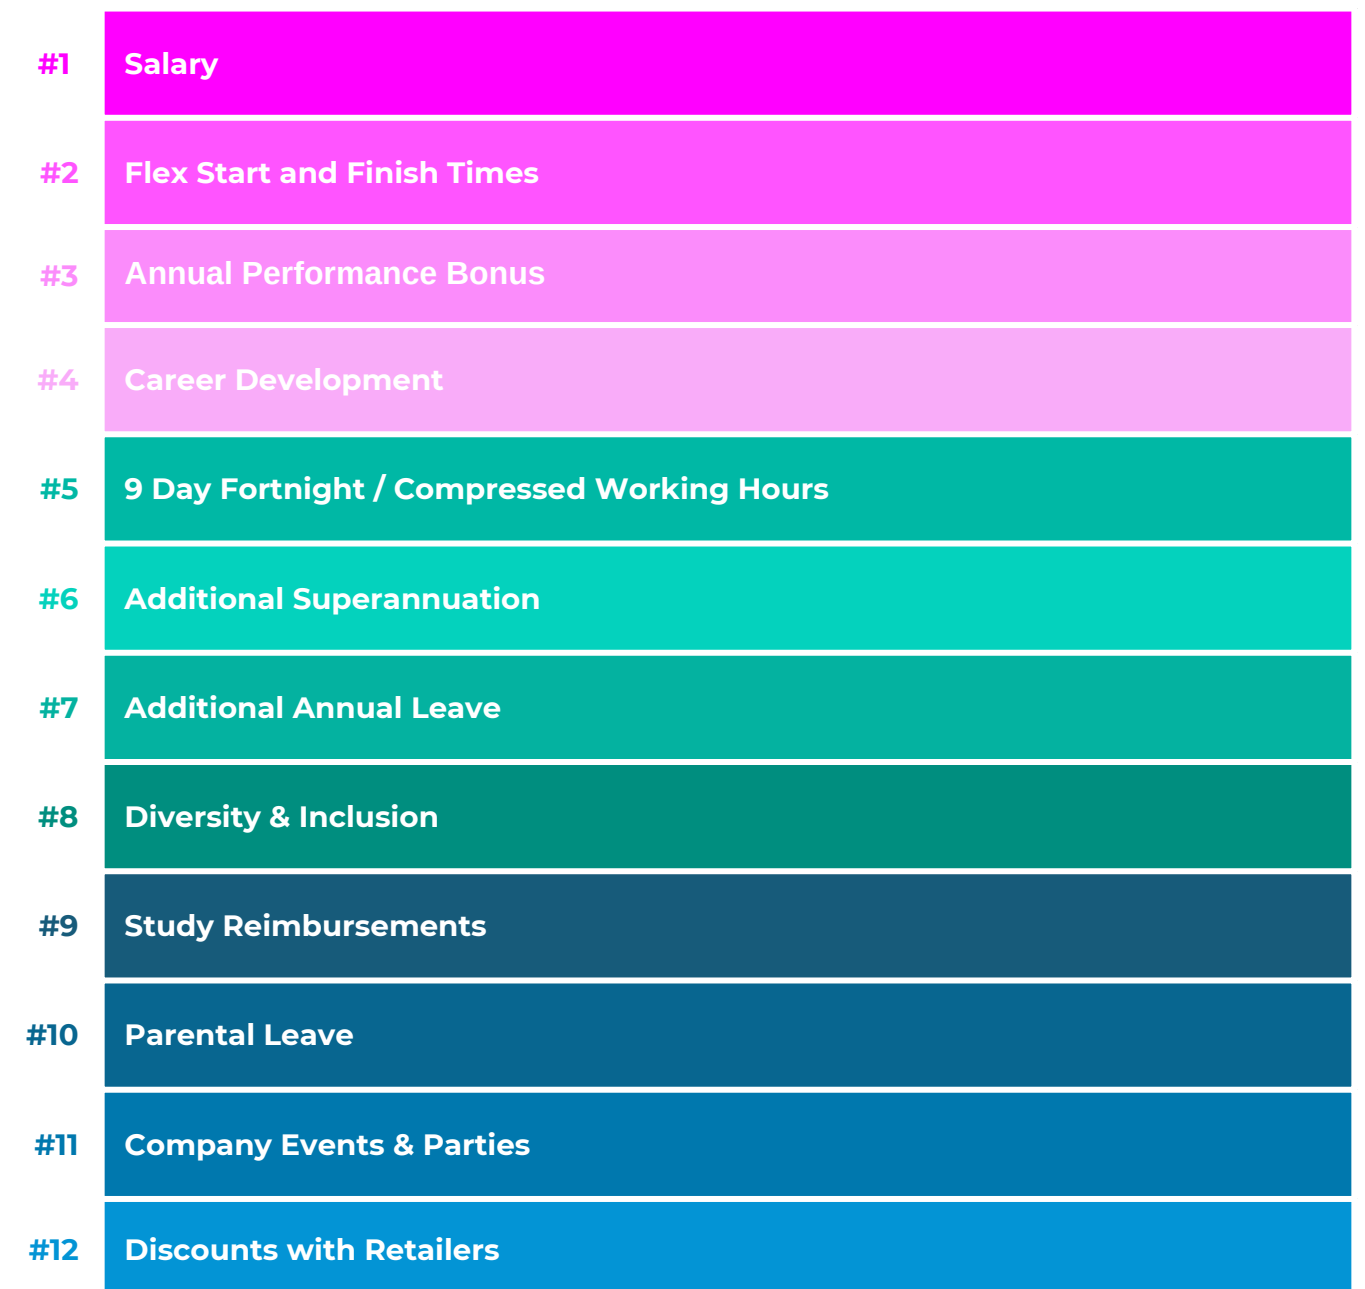 #1 Salary
#2 Flex Start and Finish Times
#3 Annual Performance Bonus
#4 Career Development
#5 9 Day Fortnight / Compressed Working Hours
#6 Additional Superannuation
#7 Additional Annual Leave
#8 Diversity & Inclusion
#9 Study Reimbursements
#10 Parental Leave
#11 Company Events & Parties
#12 Discounts with Retailers